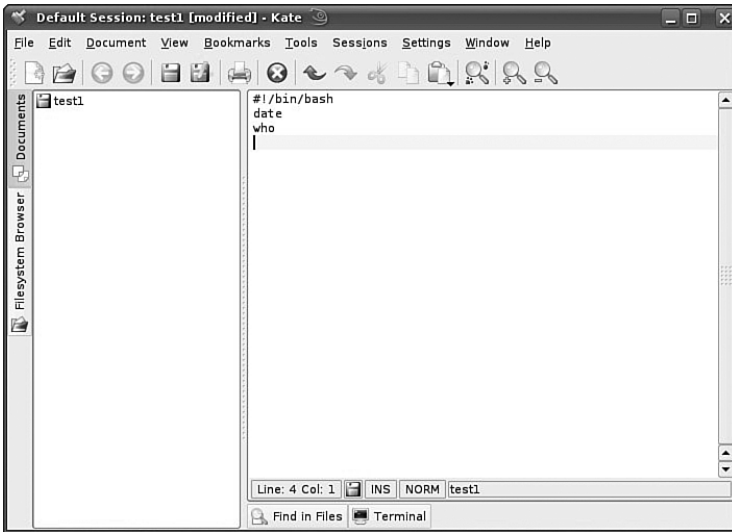 Default Session: test1 [modified] - Kate
File Edit Document View Bookmarks Tools Sessions Settings Window Help
Documents
Filesystem Browser
test1
#!/bin/bash
date
who
Line: 4 Col: 1 INS NORM test1
Find in Files Terminal